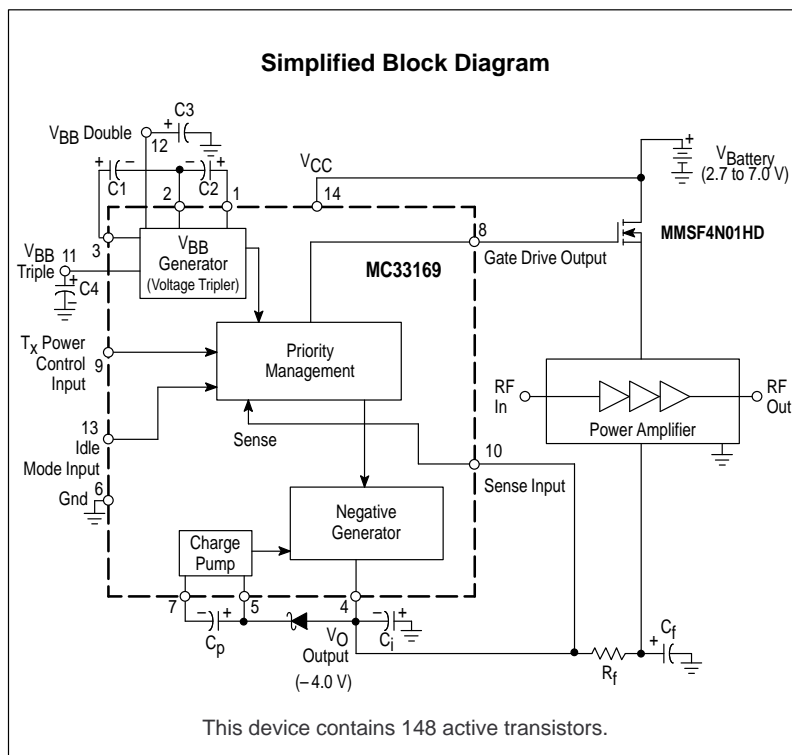 Simplified Block Diagram
C3
+
VBB Double
12
+ –
– +
C1
C2
2
1
VCC
14
+
VBattery
(2.7 to 7.0 V)
3
VBB
Triple
11
+
–
C4
VBB
Generator
(Voltage Tripler)
MC33169
8
Gate Drive Output
MMSF4N01HD
Tx Power
Control
Input
9
Priority
Management
RF
In
RF
Out
Power Amplifier
13
Idle
Mode Input
Sense
10
Sense Input
6
Gnd
Negative
Generator
Charge
Pump
7
5
4
– +
Cp
VO
Output
(– 4.0 V)
– +
Ci
Rf
+
Cf
This device contains 148 active transistors.